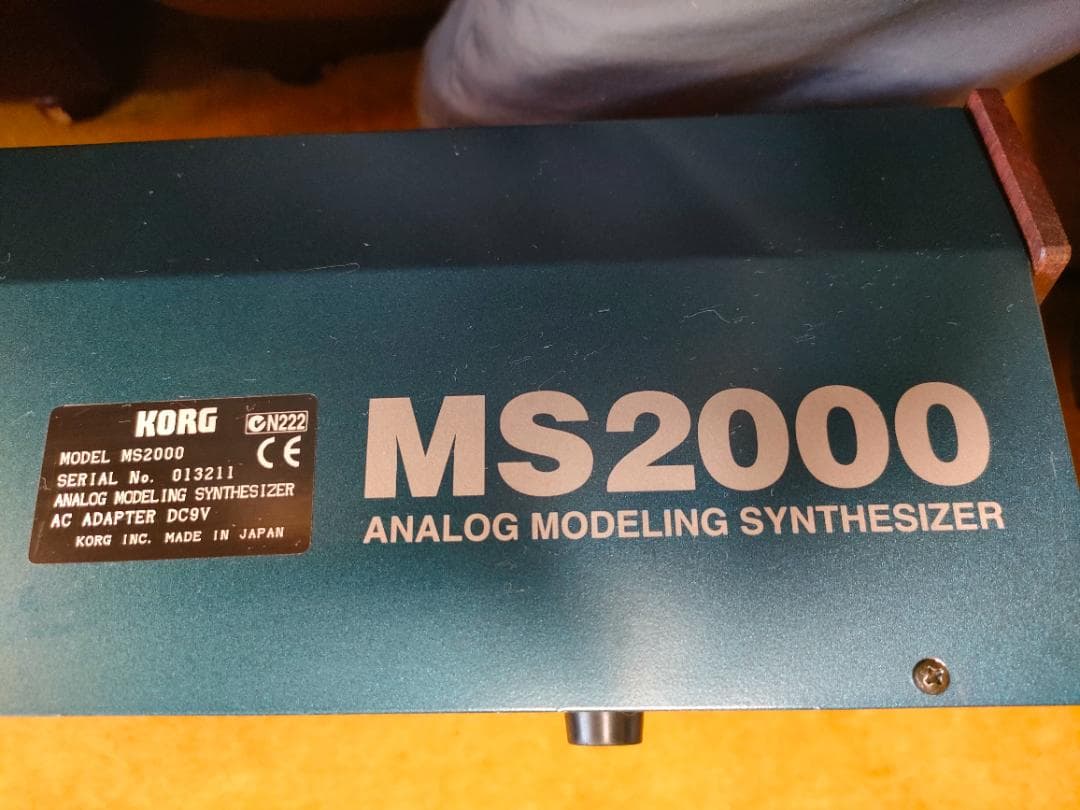 KORG
N222
CE
MODEL MS2000
SERIAL No. 013211
ANALOG MODELING SYNTHESIZER
AC ADAPTER DC9V
KORG INC. MADE IN JAPAN
MS2000
ANALOG MODELING SYNTHESIZER